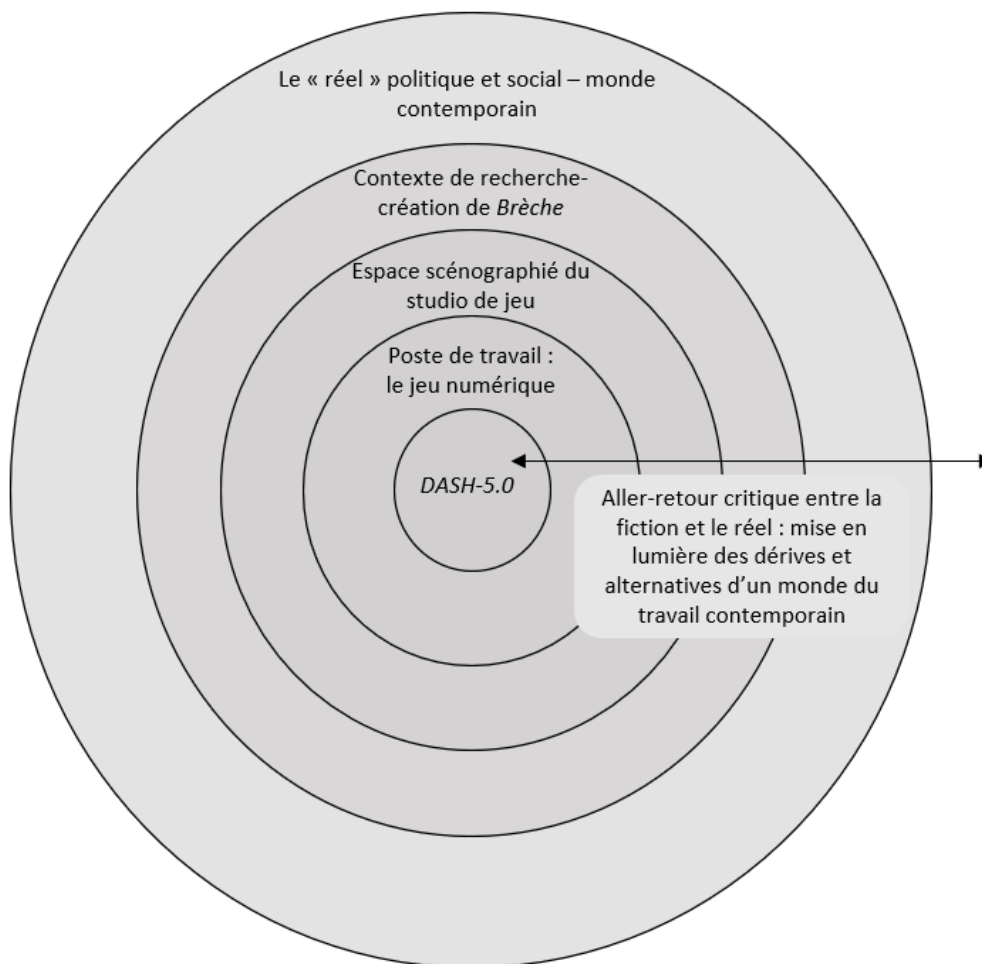 Le « réel » politique et social – monde
contemporain
Contexte de recherche-
création de Brèche
Espace scénographié du
studio de jeu
Poste de travail :
le jeu numérique
DASH-5.0
Aller-retour critique entre la
fiction et le réel : mise en
lumière des dérives et
alternatives d’un monde du
travail contemporain